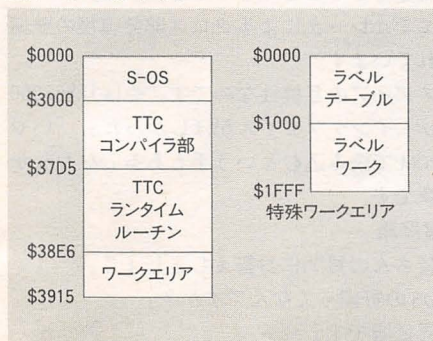 $0000
S-OS
$3000
TTC
コンパイラ部
$37D5
TTC
ランタイム
ルーチン
$38E6
ワークエリア
$3915
$0000
ラベル
テーブル
$1000
ラベル
ワーク
$1FFF
特殊ワークエリア